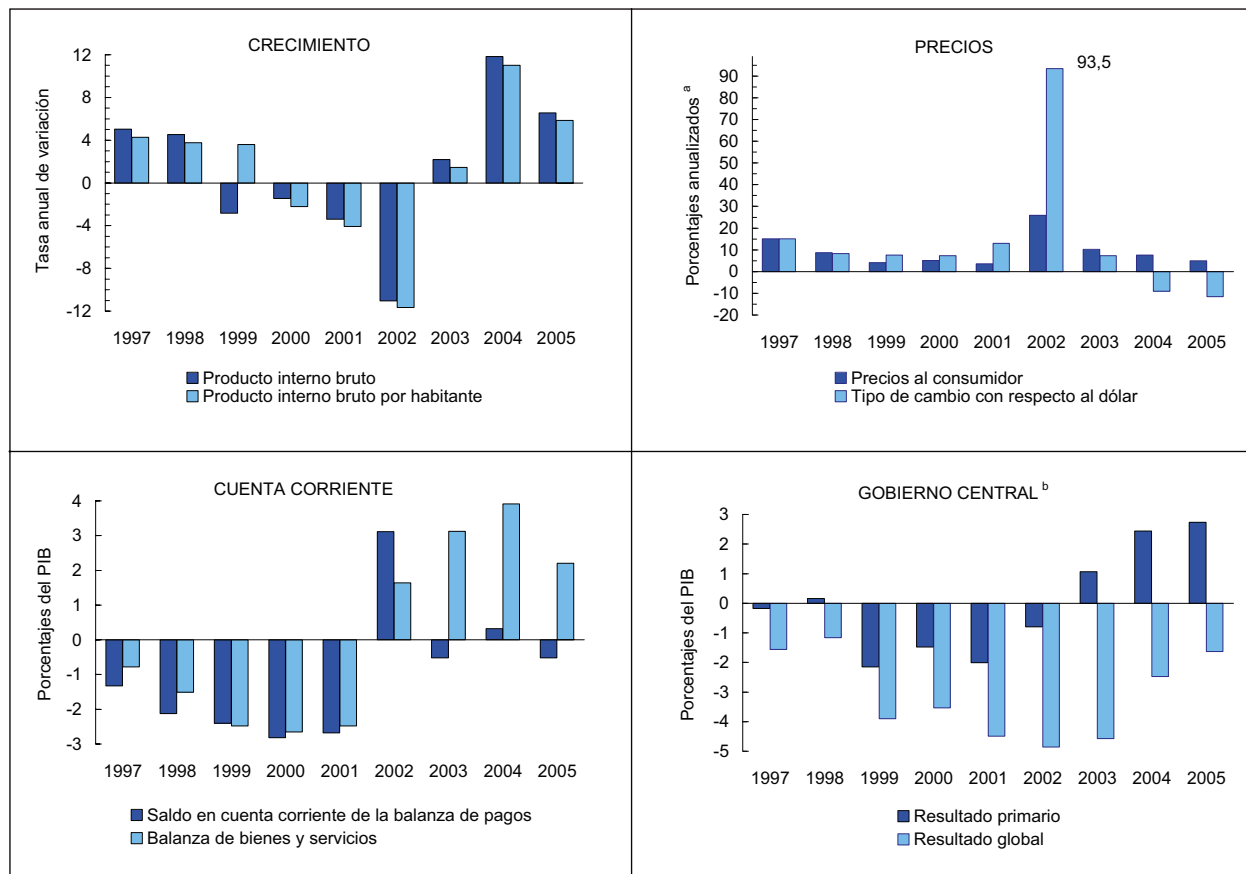 CRECIMIENTO
Tasa anual de variación
12
8
4
0
-4
-8
-12
1997 1998 1999 2000 2001 2002 2003 2004 2005
Producto interno bruto
Producto interno bruto por habitante
PRECIOS
93,5
Porcentajes anualizados a
90
80
70
60
50
40
30
20
10
0
-10
-20
1997 1998 1999 2000 2001 2002 2003 2004 2005
Precios al consumidor
Tipo de cambio con respecto al dólar
CUENTA CORRIENTE
Porcentajes del PIB
4
3
2
1
0
-1
-2
-3
1997 1998 1999 2000 2001 2002 2003 2004 2005
Saldo en cuenta corriente de la balanza de pagos
Balanza de bienes y servicios
GOBIERNO CENTRAL b
Porcentajes del PIB
3
2
1
0
-1
-2
-3
-4
-5
1997 1998 1999 2000 2001 2002 2003 2004 2005
Resultado primario
Resultado global